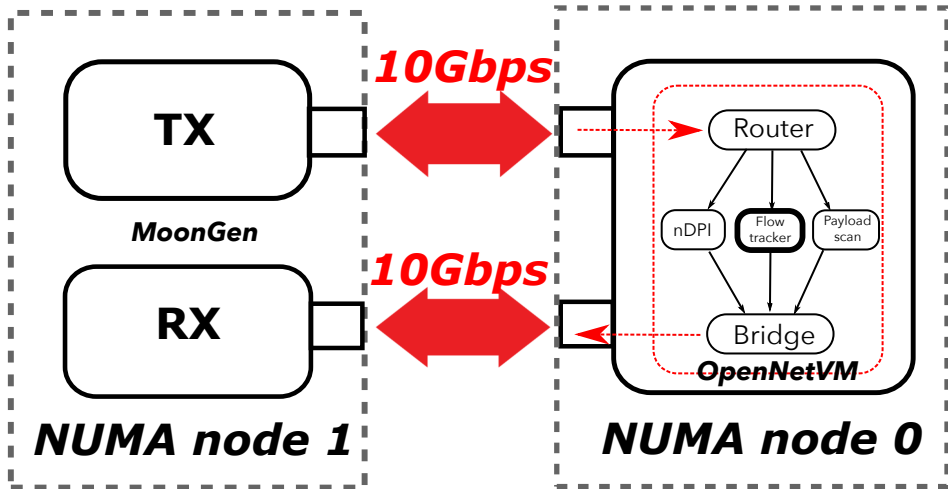 10Gbps
TX
MoonGen
10Gbps
RX
NUMA node 1
Router
nDPI
Flow
tracker
Payload
scan
Bridge
OpenNetVM
NUMA node 0